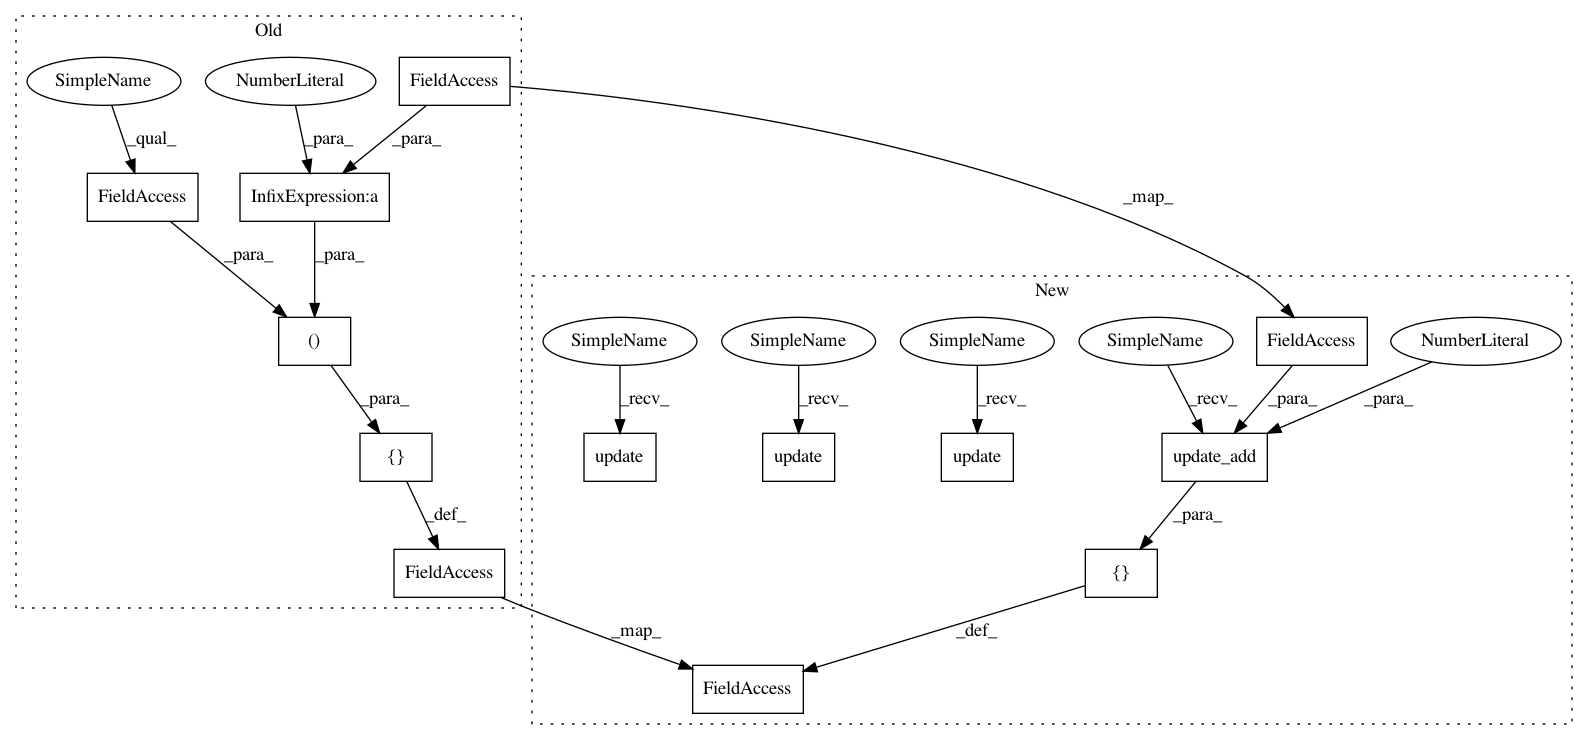 Old
SimpleName
NumberLiteral
FieldAccess
_qual_
_para_
_para_
FieldAccess
InfixExpression:a
_map_
_para_
_para_
New
()
SimpleName
SimpleName
SimpleName
SimpleName
FieldAccess
NumberLiteral
_para_
_recv_
_recv_
_recv_
_recv_
_para_
_para_
{}
update
update
update
update_add
_def_
_para_
FieldAccess
{}
_map_
_def_
FieldAccess